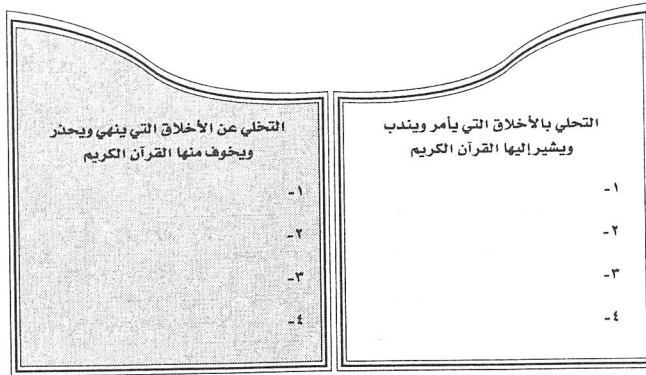 التحلي بالأخلاق التي يأمر ويندب
ويشير إليها القرآن الكريم
١-
٢-
٣-
٤-
التخلي عن الأخلاق التي ينهي ويحذر
ويخوف منها القرآن الكريم
١-
٢-
٣-
٤-